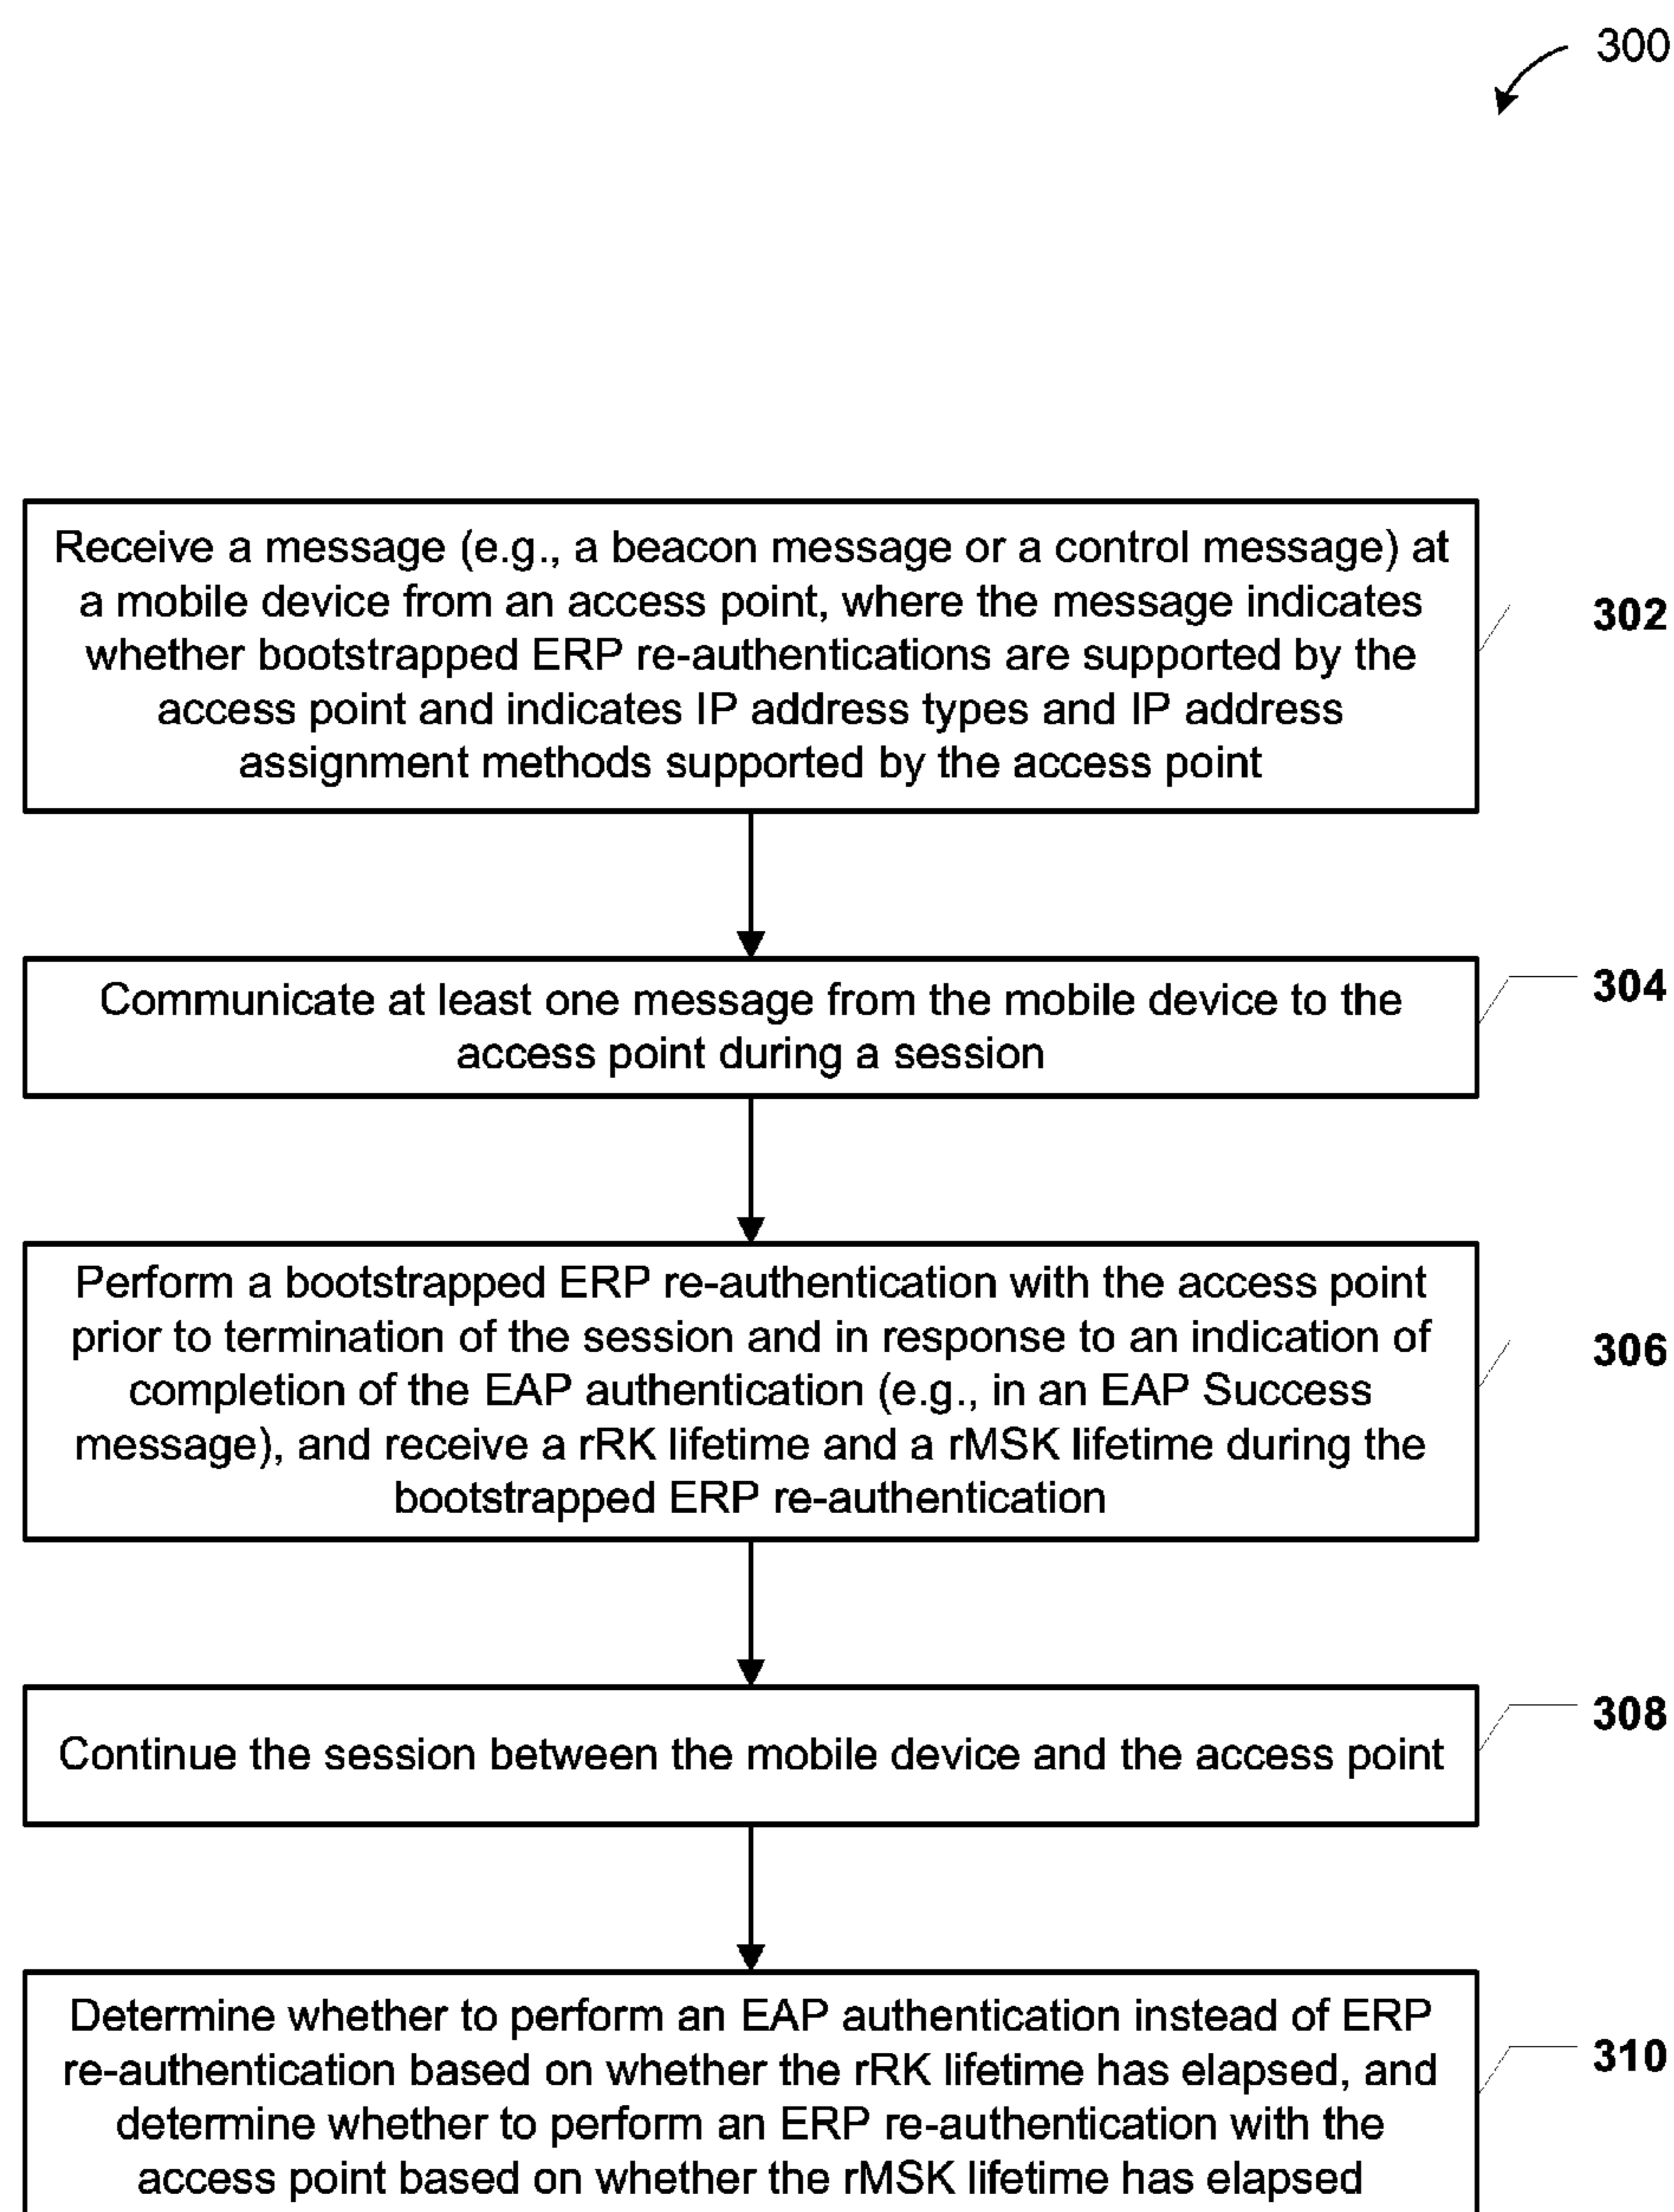 300
Receive a message (e.g., a beacon message or a control message) at
a mobile device from an access point, where the message indicates
whether bootstrapped ERP re-authentications are supported by the
access point and indicates IP address types and IP address
assignment methods supported by the access point
302
Communicate at least one message from the mobile device to the
access point during a session
304
Perform a bootstrapped ERP re-authentication with the access point
prior to termination of the session and in response to an indication of
completion of the EAP authentication (e.g., in an EAP Success
message), and receive a rRK lifetime and a rMSK lifetime during the
bootstrapped ERP re-authentication
306
Continue the session between the mobile device and the access point
308
Determine whether to perform an EAP authentication instead of ERP
re-authentication based on whether the rRK lifetime has elapsed, and
determine whether to perform an ERP re-authentication with the
access point based on whether the rMSK lifetime has elapsed
310